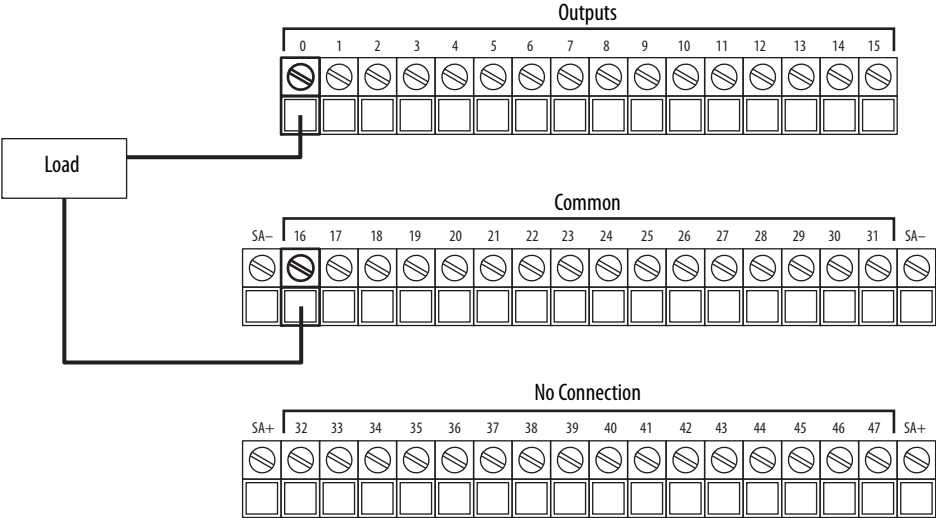 Outputs
0 1 2 3 4 5 6 7 8 9 10 11 12 13 14 15
Load
Common
SA– 16 17 18 19 20 21 22 23 24 25 26 27 28 29 30 31 SA–
No Connection
SA+ 32 33 34 35 36 37 38 39 40 41 42 43 44 45 46 47 SA+